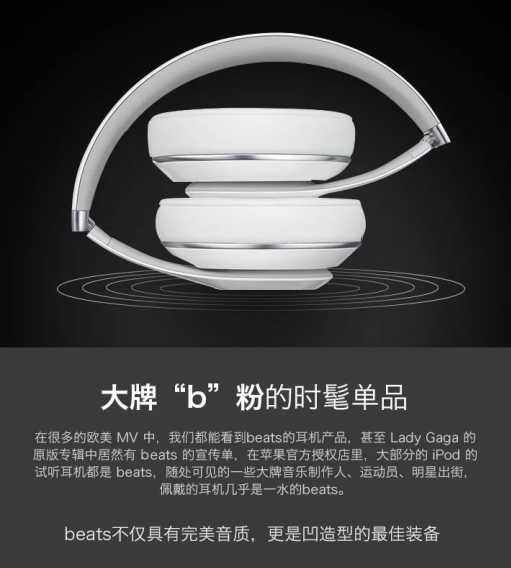 大牌“b”粉的时髦单品
在很多的欧美 MV 中，我们都能看到beats的耳机产品，甚至 Lady Gaga 的
原版专辑中居然有 beats 的宣传单，在苹果官方授权店里，大部分的 iPod 的
试听耳机都是 beats，随处可见的一些大牌音乐制作人、运动员、明星出街，
佩戴的耳机几乎是一水的beats。
beats不仅具有完美音质，更是凹造型的最佳装备